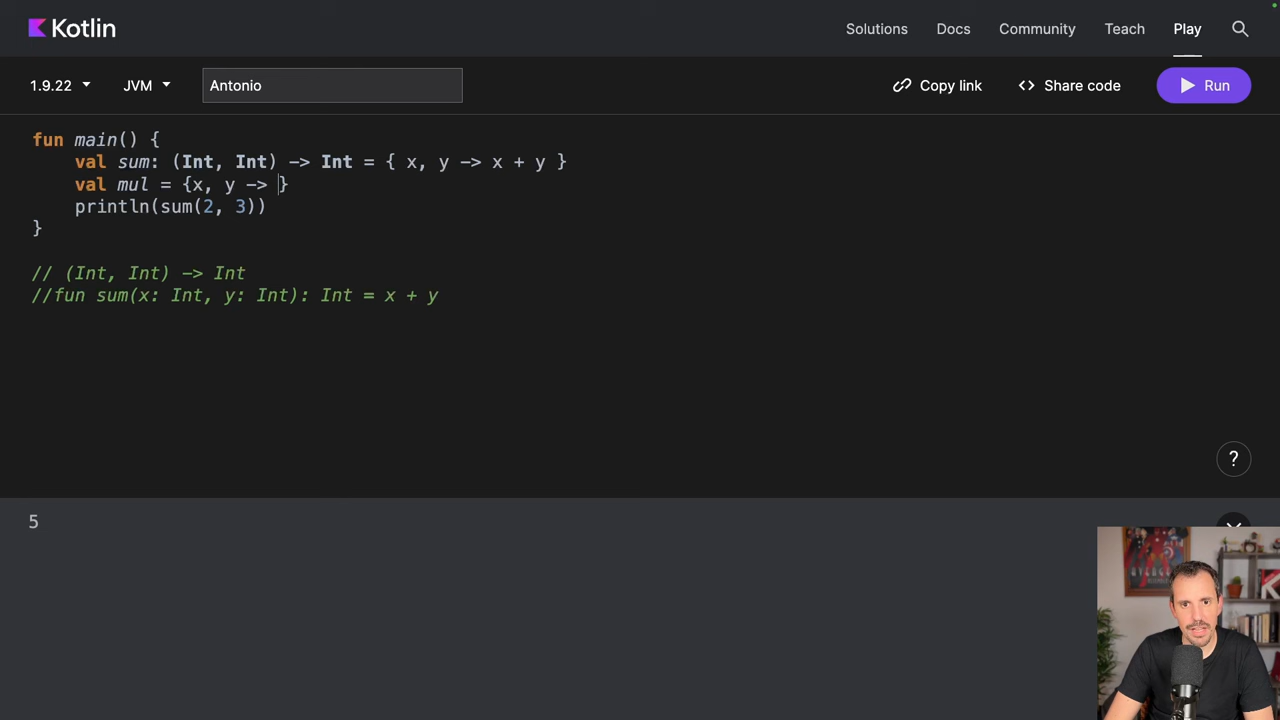 Kotlin
Solutions Docs Community Teach Play
1.9.22 JVM Antonio Copy link Share code Run
fun main() {
val sum: (Int, Int) -> Int = { x, y -> x + y }
val mul = {x, y -> }
println(sum(2, 3))
}
// (Int, Int) -> Int
//fun sum(x: Int, y: Int): Int = x + y
?
5